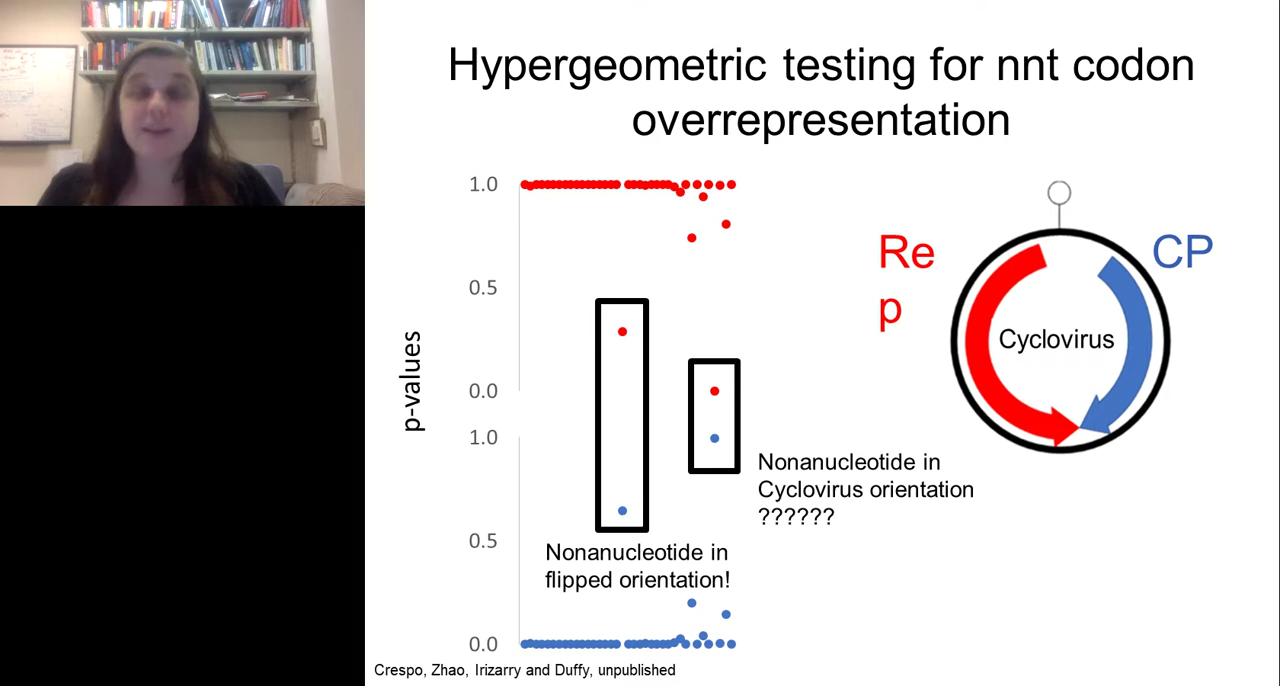 Hypergeometric testing for nnt codon
overrepresentation
1.0
0.5
0.0
1.0
0.5
0.0
p-values
Re
p
CP
Cyclovirus
Nonanucleotide in
Cyclovirus orientation
??????
Nonanucleotide in
flipped orientation!
Crespo, Zhao, Irizarry and Duffy, unpublished